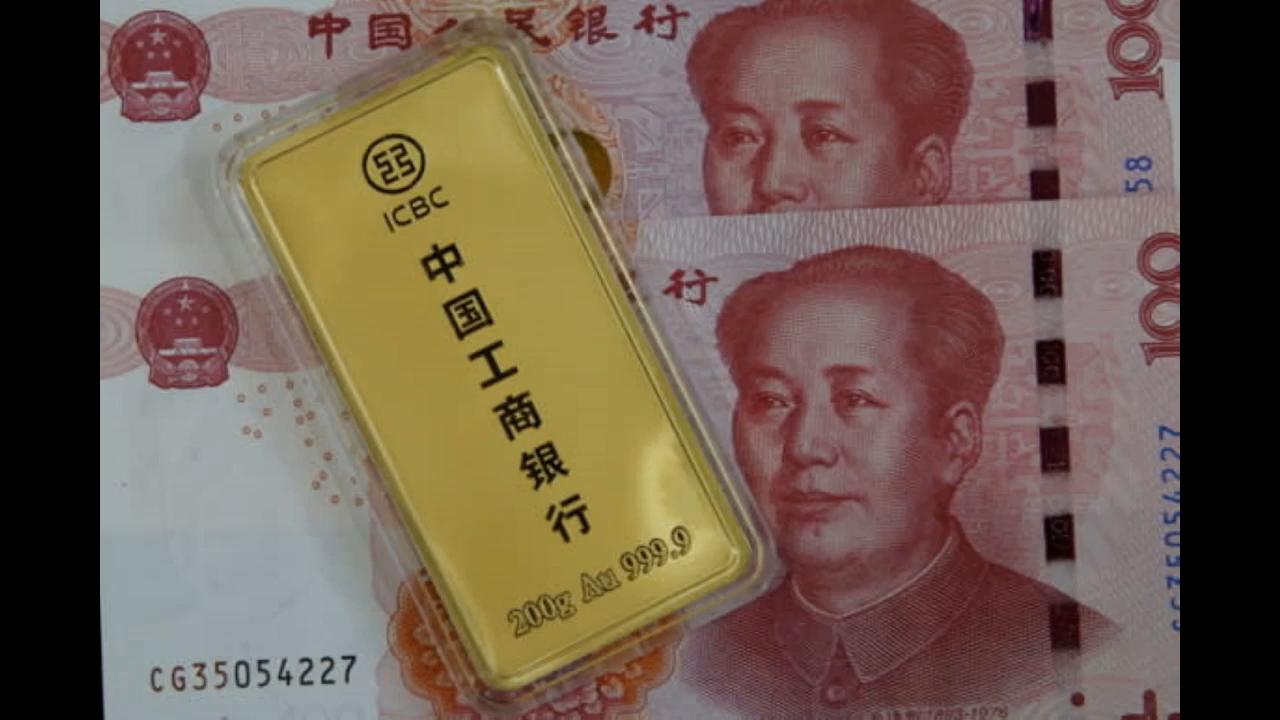 中国人民银行
100
58
ICBC
中国工商银行
200g Au 999.9
行
100
CG35054227
CG35054227